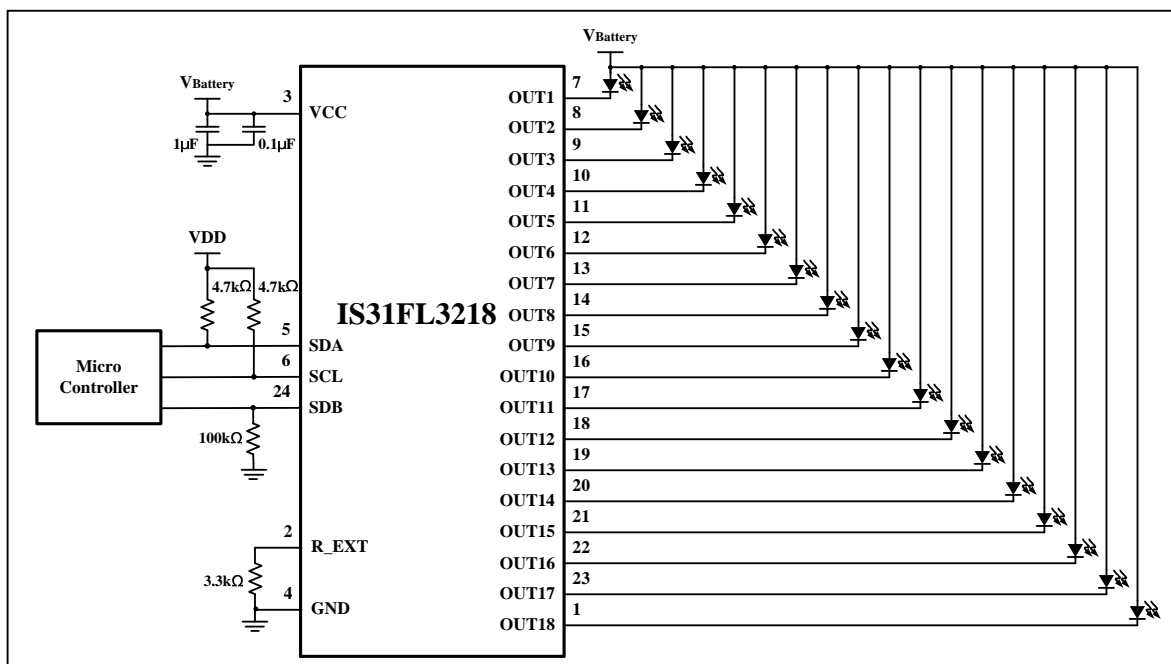 VBattery
VBattery
3
VCC
1µF
0.1µF
VDD
4.7kΩ 4.7kΩ
Micro
Controller
5
SDA
6
SCL
24
SDB
100kΩ
2
R_EXT
3.3kΩ
4
GND
IS31FL3218
7
OUT1
8
OUT2
9
OUT3
10
OUT4
11
OUT5
12
OUT6
13
OUT7
14
OUT8
15
OUT9
16
OUT10
17
OUT11
18
OUT12
19
OUT13
20
OUT14
21
OUT15
22
OUT16
23
OUT17
1
OUT18